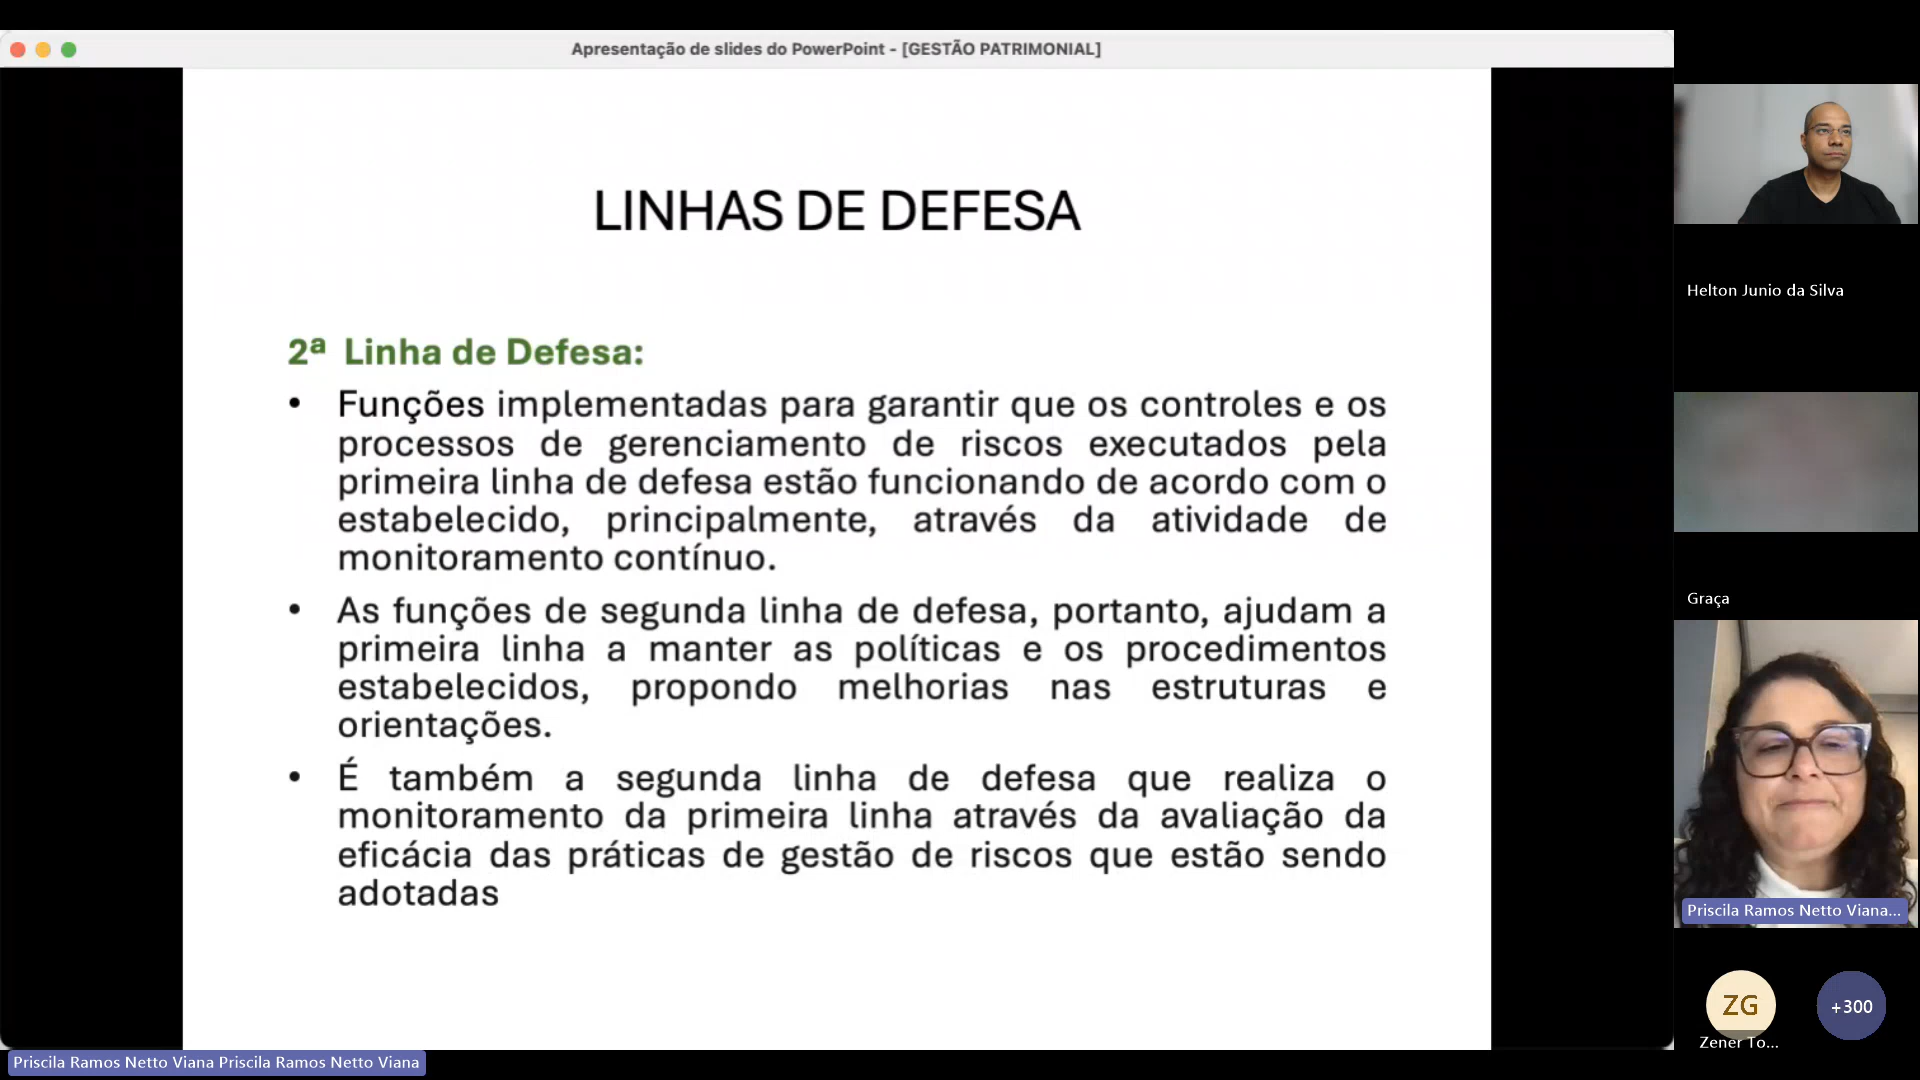 Apresentação de slides do PowerPoint - [GESTÃO PATRIMONIAL]
LINHAS DE DEFESA
2ª Linha de Defesa:
• Funções implementadas para garantir que os controles e os
processos de gerenciamento de riscos executados pela
primeira linha de defesa estão funcionando de acordo com o
estabelecido, principalmente, através da atividade de
monitoramento contínuo.
• As funções de segunda linha de defesa, portanto, ajudam a
primeira linha a manter as políticas e os procedimentos
estabelecidos, propondo melhorias nas estruturas e
orientações.
• É também a segunda linha de defesa que realiza o
monitoramento da primeira linha através da avaliação da
eficácia das práticas de gestão de riscos que estão sendo
adotadas
Helton Junio da Silva
Graça
Priscila Ramos Netto Viana...
ZG
+300
Zener To...
Priscila Ramos Netto Viana Priscila Ramos Netto Viana